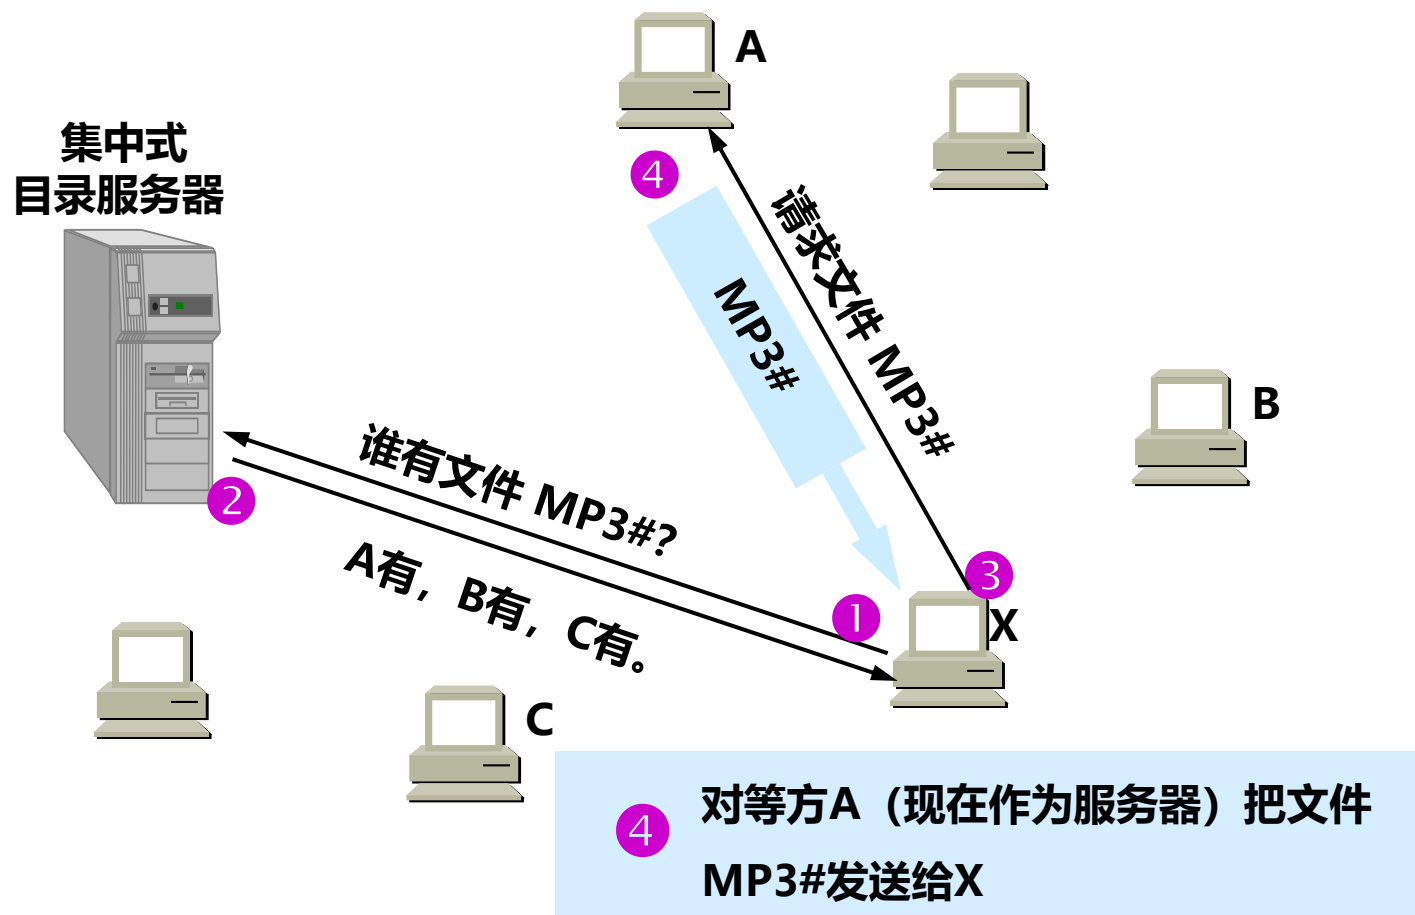 A
集中式
目录服务器
4
请求文件 MP3#
MP3#
B
谁有文件 MP3#?
2
A有，B有，C有。
3
1
X
C
4
对等方A（现在作为服务器）把文件
MP3#发送给X